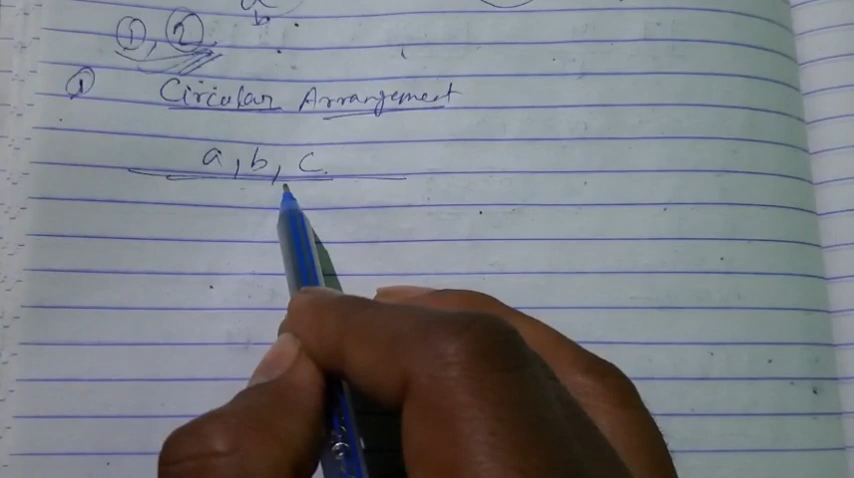 a
b
①, ②
① Circular Arrangement
a, b, c.